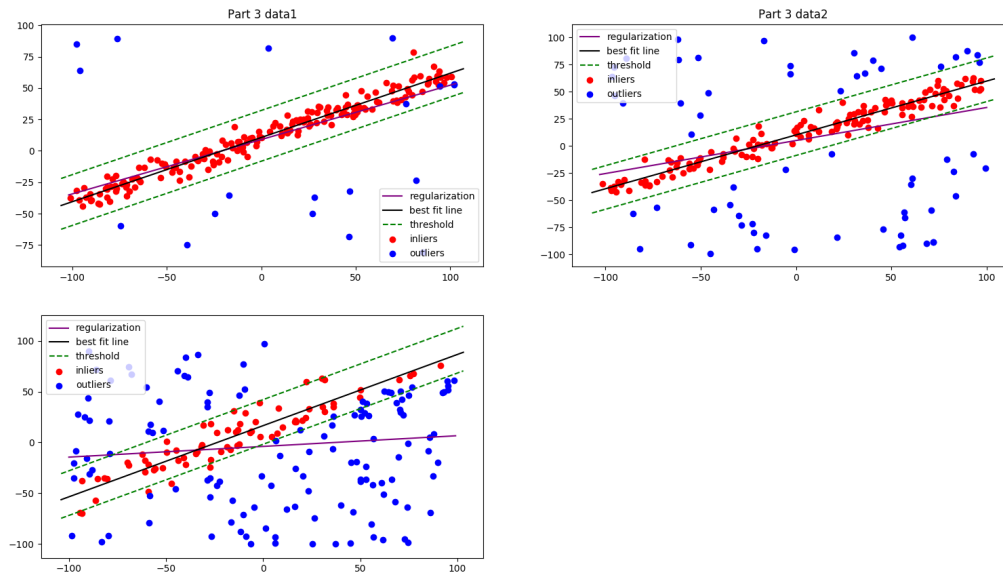 Part 3 data1
100
75
50
25
0
−25
−50
−75
−100
−50
0
50
100
regularization
best fit line
threshold
inliers
outliers
Part 3 data2
100
75
50
25
0
−25
−50
−75
−100
−100
−50
0
50
100
regularization
best fit line
threshold
inliers
outliers
100
50
0
−50
−100
−100
−50
0
50
100
regularization
best fit line
threshold
inliers
outliers